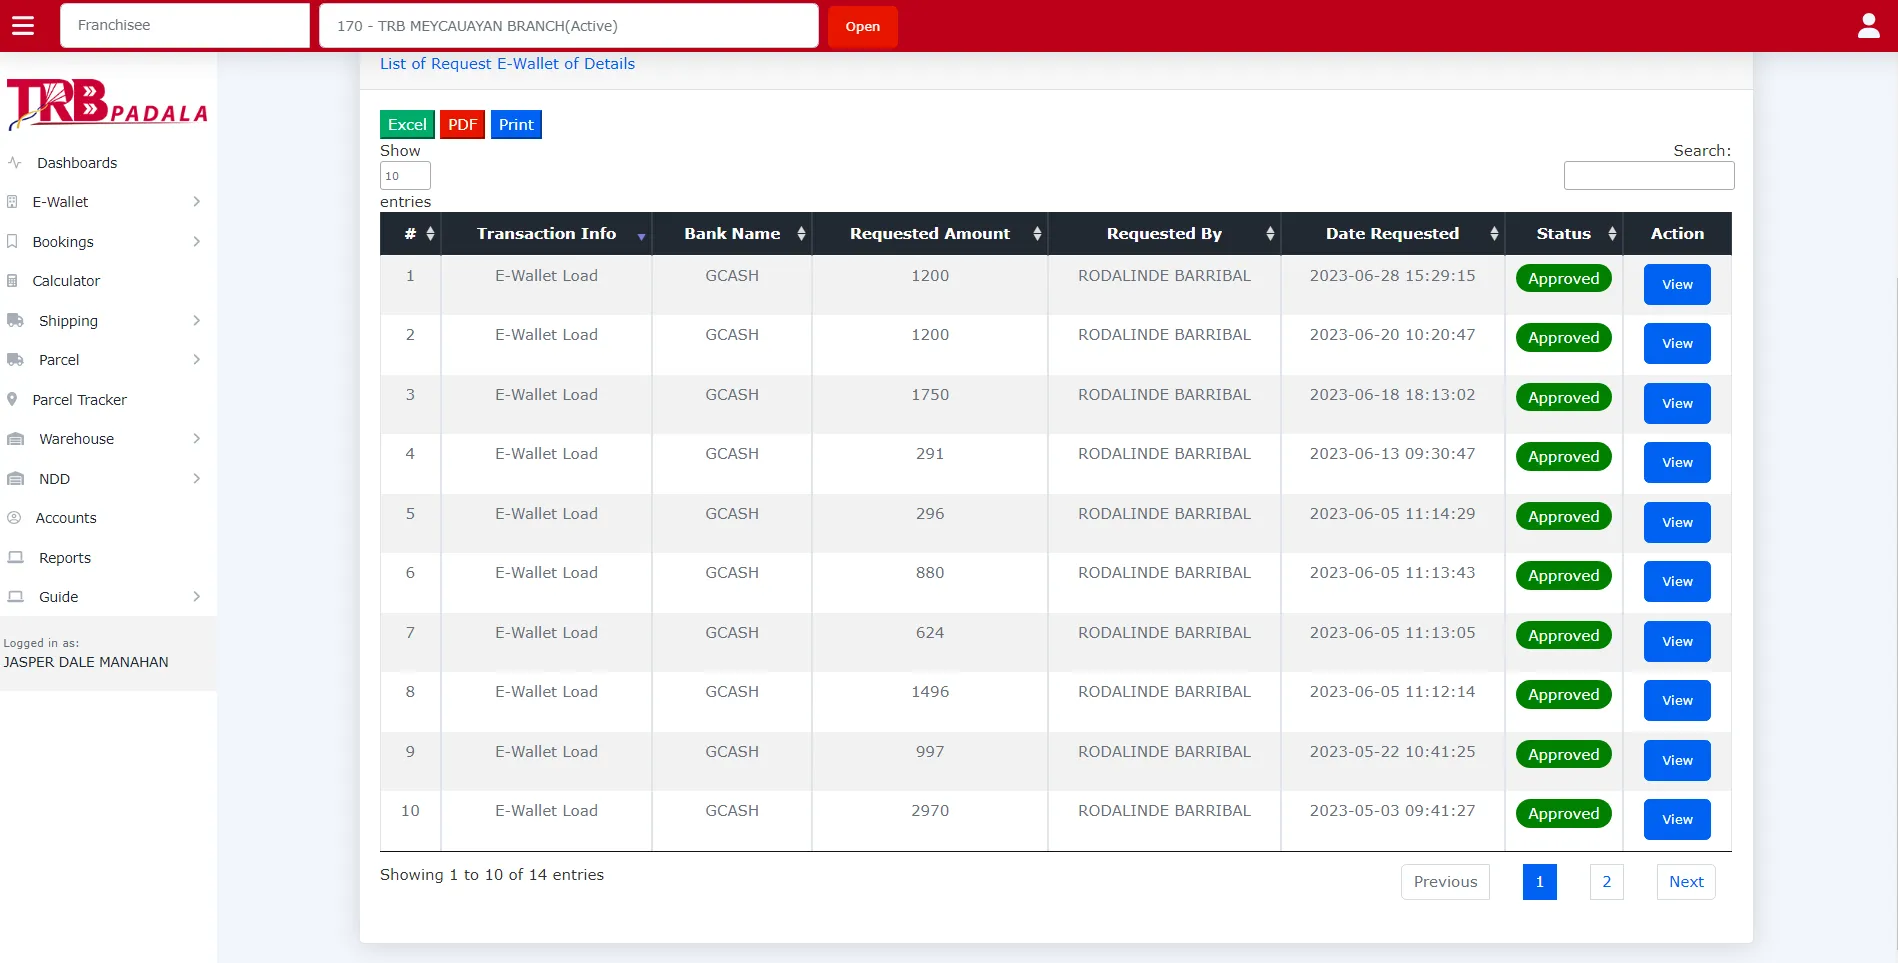 Franchisee
170 - TRB MEYCAUAYAN BRANCH(Active)
Open
TRB PADALA
Dashboards
E-Wallet
Bookings
Calculator
Shipping
Parcel
Parcel Tracker
Warehouse
NDD
Accounts
Reports
Guide
Logged in as:
JASPER DALE MANAHAN
List of Request E-Wallet of Details
Excel PDF Print
Show
10
entries
Search:
# Transaction Info Bank Name Requested Amount Requested By Date Requested Status Action
1 E-Wallet Load GCASH 1200 RODALINDE BARRIBAL 2023-06-28 15:29:15 Approved View
2 E-Wallet Load GCASH 1200 RODALINDE BARRIBAL 2023-06-20 10:20:47 Approved View
3 E-Wallet Load GCASH 1750 RODALINDE BARRIBAL 2023-06-18 18:13:02 Approved View
4 E-Wallet Load GCASH 291 RODALINDE BARRIBAL 2023-06-13 09:30:47 Approved View
5 E-Wallet Load GCASH 296 RODALINDE BARRIBAL 2023-06-05 11:14:29 Approved View
6 E-Wallet Load GCASH 880 RODALINDE BARRIBAL 2023-06-05 11:13:43 Approved View
7 E-Wallet Load GCASH 624 RODALINDE BARRIBAL 2023-06-05 11:13:05 Approved View
8 E-Wallet Load GCASH 1496 RODALINDE BARRIBAL 2023-06-05 11:12:14 Approved View
9 E-Wallet Load GCASH 997 RODALINDE BARRIBAL 2023-05-22 10:41:25 Approved View
10 E-Wallet Load GCASH 2970 RODALINDE BARRIBAL 2023-05-03 09:41:27 Approved View
Showing 1 to 10 of 14 entries
Previous 1 2 Next